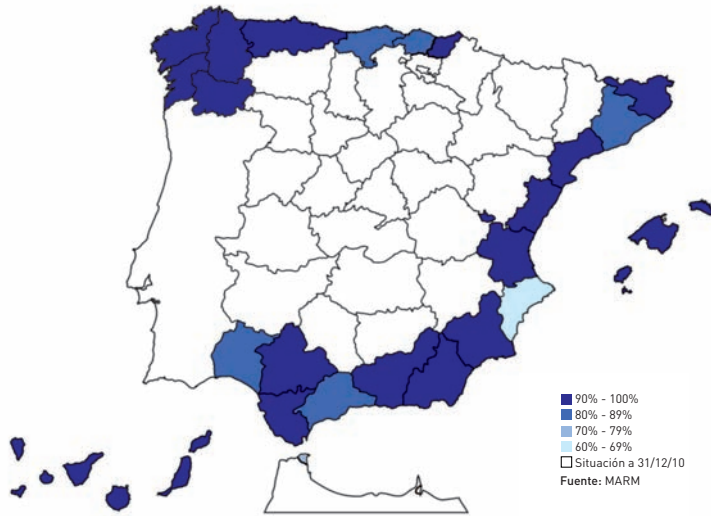 90% - 100%
80% - 89%
70% - 79%
60% - 69%
Situación a 31/12/10
Fuente: MARM